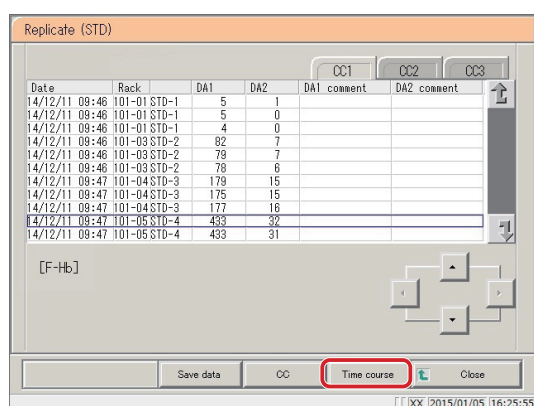 Replicate (STD)
CC1 CC2 CC3
Date Rack DA1 DA2 DA1 comment DA2 comment
14/12/11 09:46 101-01 STD-1 5 1
14/12/11 09:46 101-01 STD-1 5 0
14/12/11 09:46 101-01 STD-1 4 0
14/12/11 09:46 101-03 STD-2 82 7
14/12/11 09:46 101-03 STD-2 79 7
14/12/11 09:46 101-03 STD-2 78 6
14/12/11 09:47 101-04 STD-3 179 15
14/12/11 09:47 101-04 STD-3 175 15
14/12/11 09:47 101-04 STD-3 177 16
14/12/11 09:47 101-05 STD-4 433 32
14/12/11 09:47 101-05 STD-4 433 31
[F-Hb]
Save data CC Time course Close
XX 2015/01/05 16:25:55